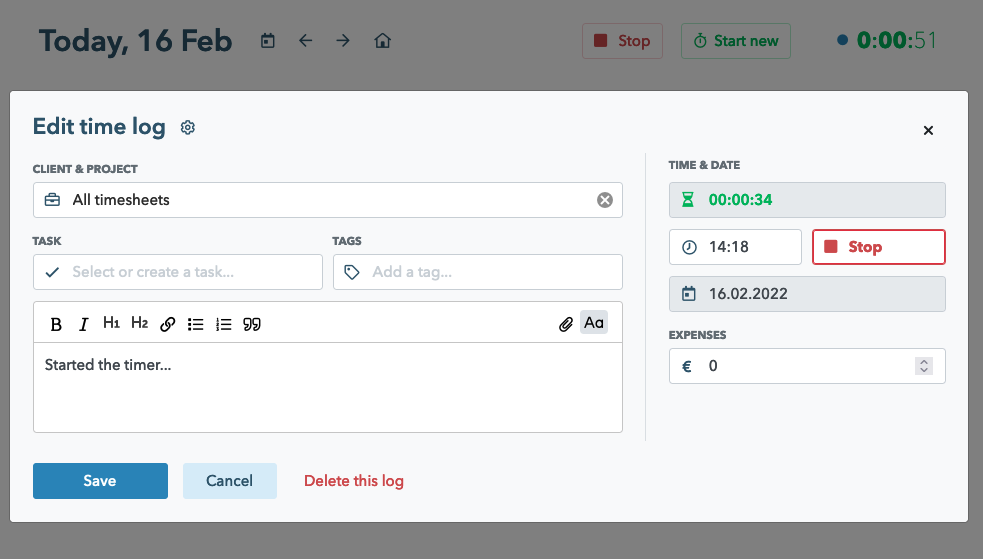 Today, 16 Feb
Stop
Start new
0:00:51
Edit time log
CLIENT & PROJECT
All timesheets
TASK
TAGS
Select or create a task...
Add a tag...
B I H1 H2
Aa
Started the timer...
Save
Cancel
Delete this log
TIME & DATE
00:00:34
14:18
Stop
16.02.2022
EXPENSES
€ 0